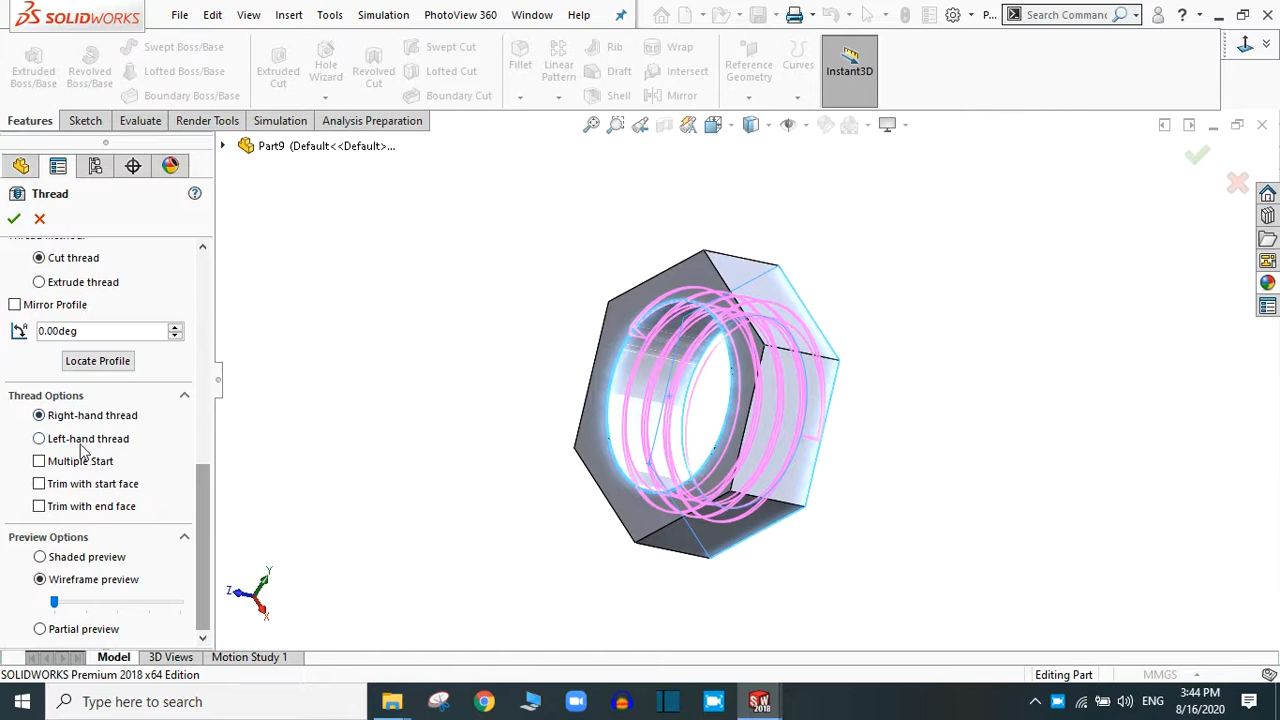 SOLIDWORKS File Edit View Insert Tools Simulation PhotoView 360 Window Help P... Search Comman
Extruded Boss/Base
Revolved Boss/Base
Swept Boss/Base
Lofted Boss/Base
Boundary Boss/Base
Extruded Cut
Hole Wizard
Revolved Cut
Swept Cut
Lofted Cut
Boundary Cut
Fillet
Linear Pattern
Rib
Draft
Shell
Wrap
Intersect
Mirror
Reference Geometry
Curves
Instant3D
Features Sketch Evaluate Render Tools Simulation Analysis Preparation
Part9 (Default<<Default>...
Thread
Cut thread
Extrude thread
Mirror Profile
0.00deg
Locate Profile
Thread Options
Right-hand thread
Left-hand thread
Multiple Start
Trim with start face
Trim with end face
Preview Options
Shaded preview
Wireframe preview
Partial preview
Y
Z
X
Model 3D Views Motion Study 1
SOLIDWORKS Premium 2018 x64 Edition Editing Part MMGS
Type here to search
SW 2018
ENG
3:44 PM
8/16/2020